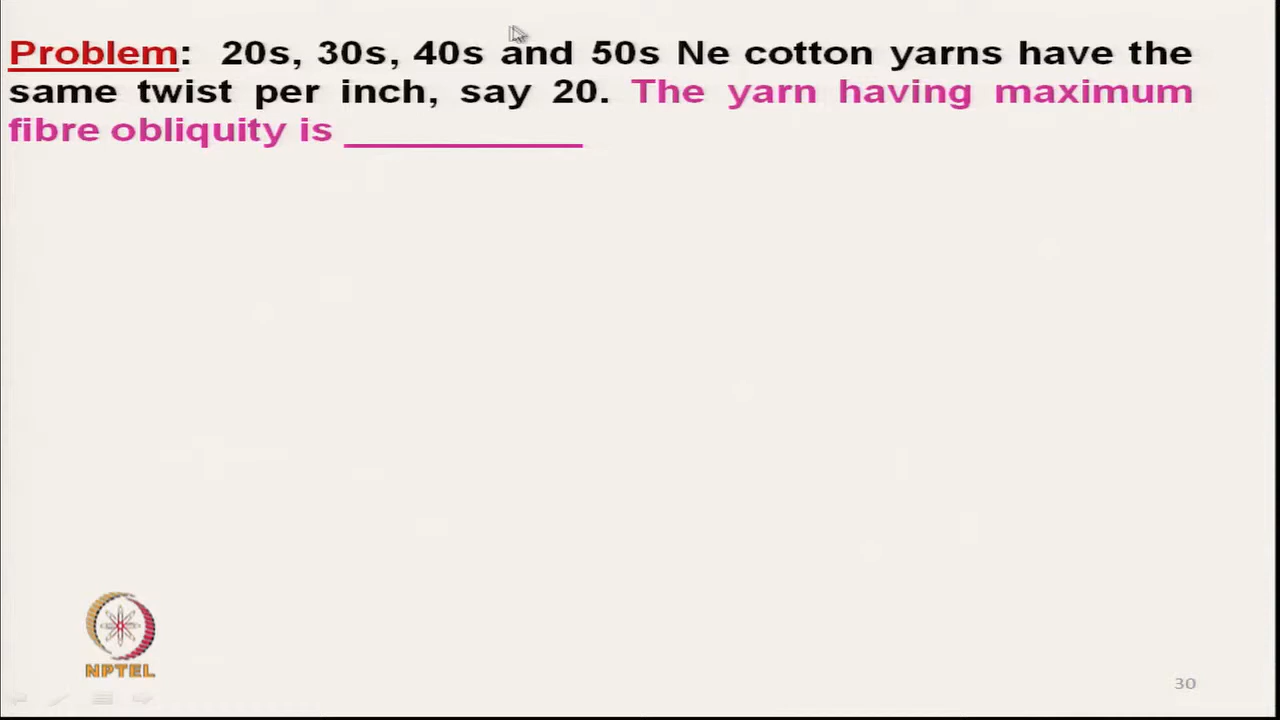 Problem: 20s, 30s, 40s and 50s Ne cotton yarns have the
same twist per inch, say 20. The yarn having maximum
fibre obliquity is ____________
NPTEL
30